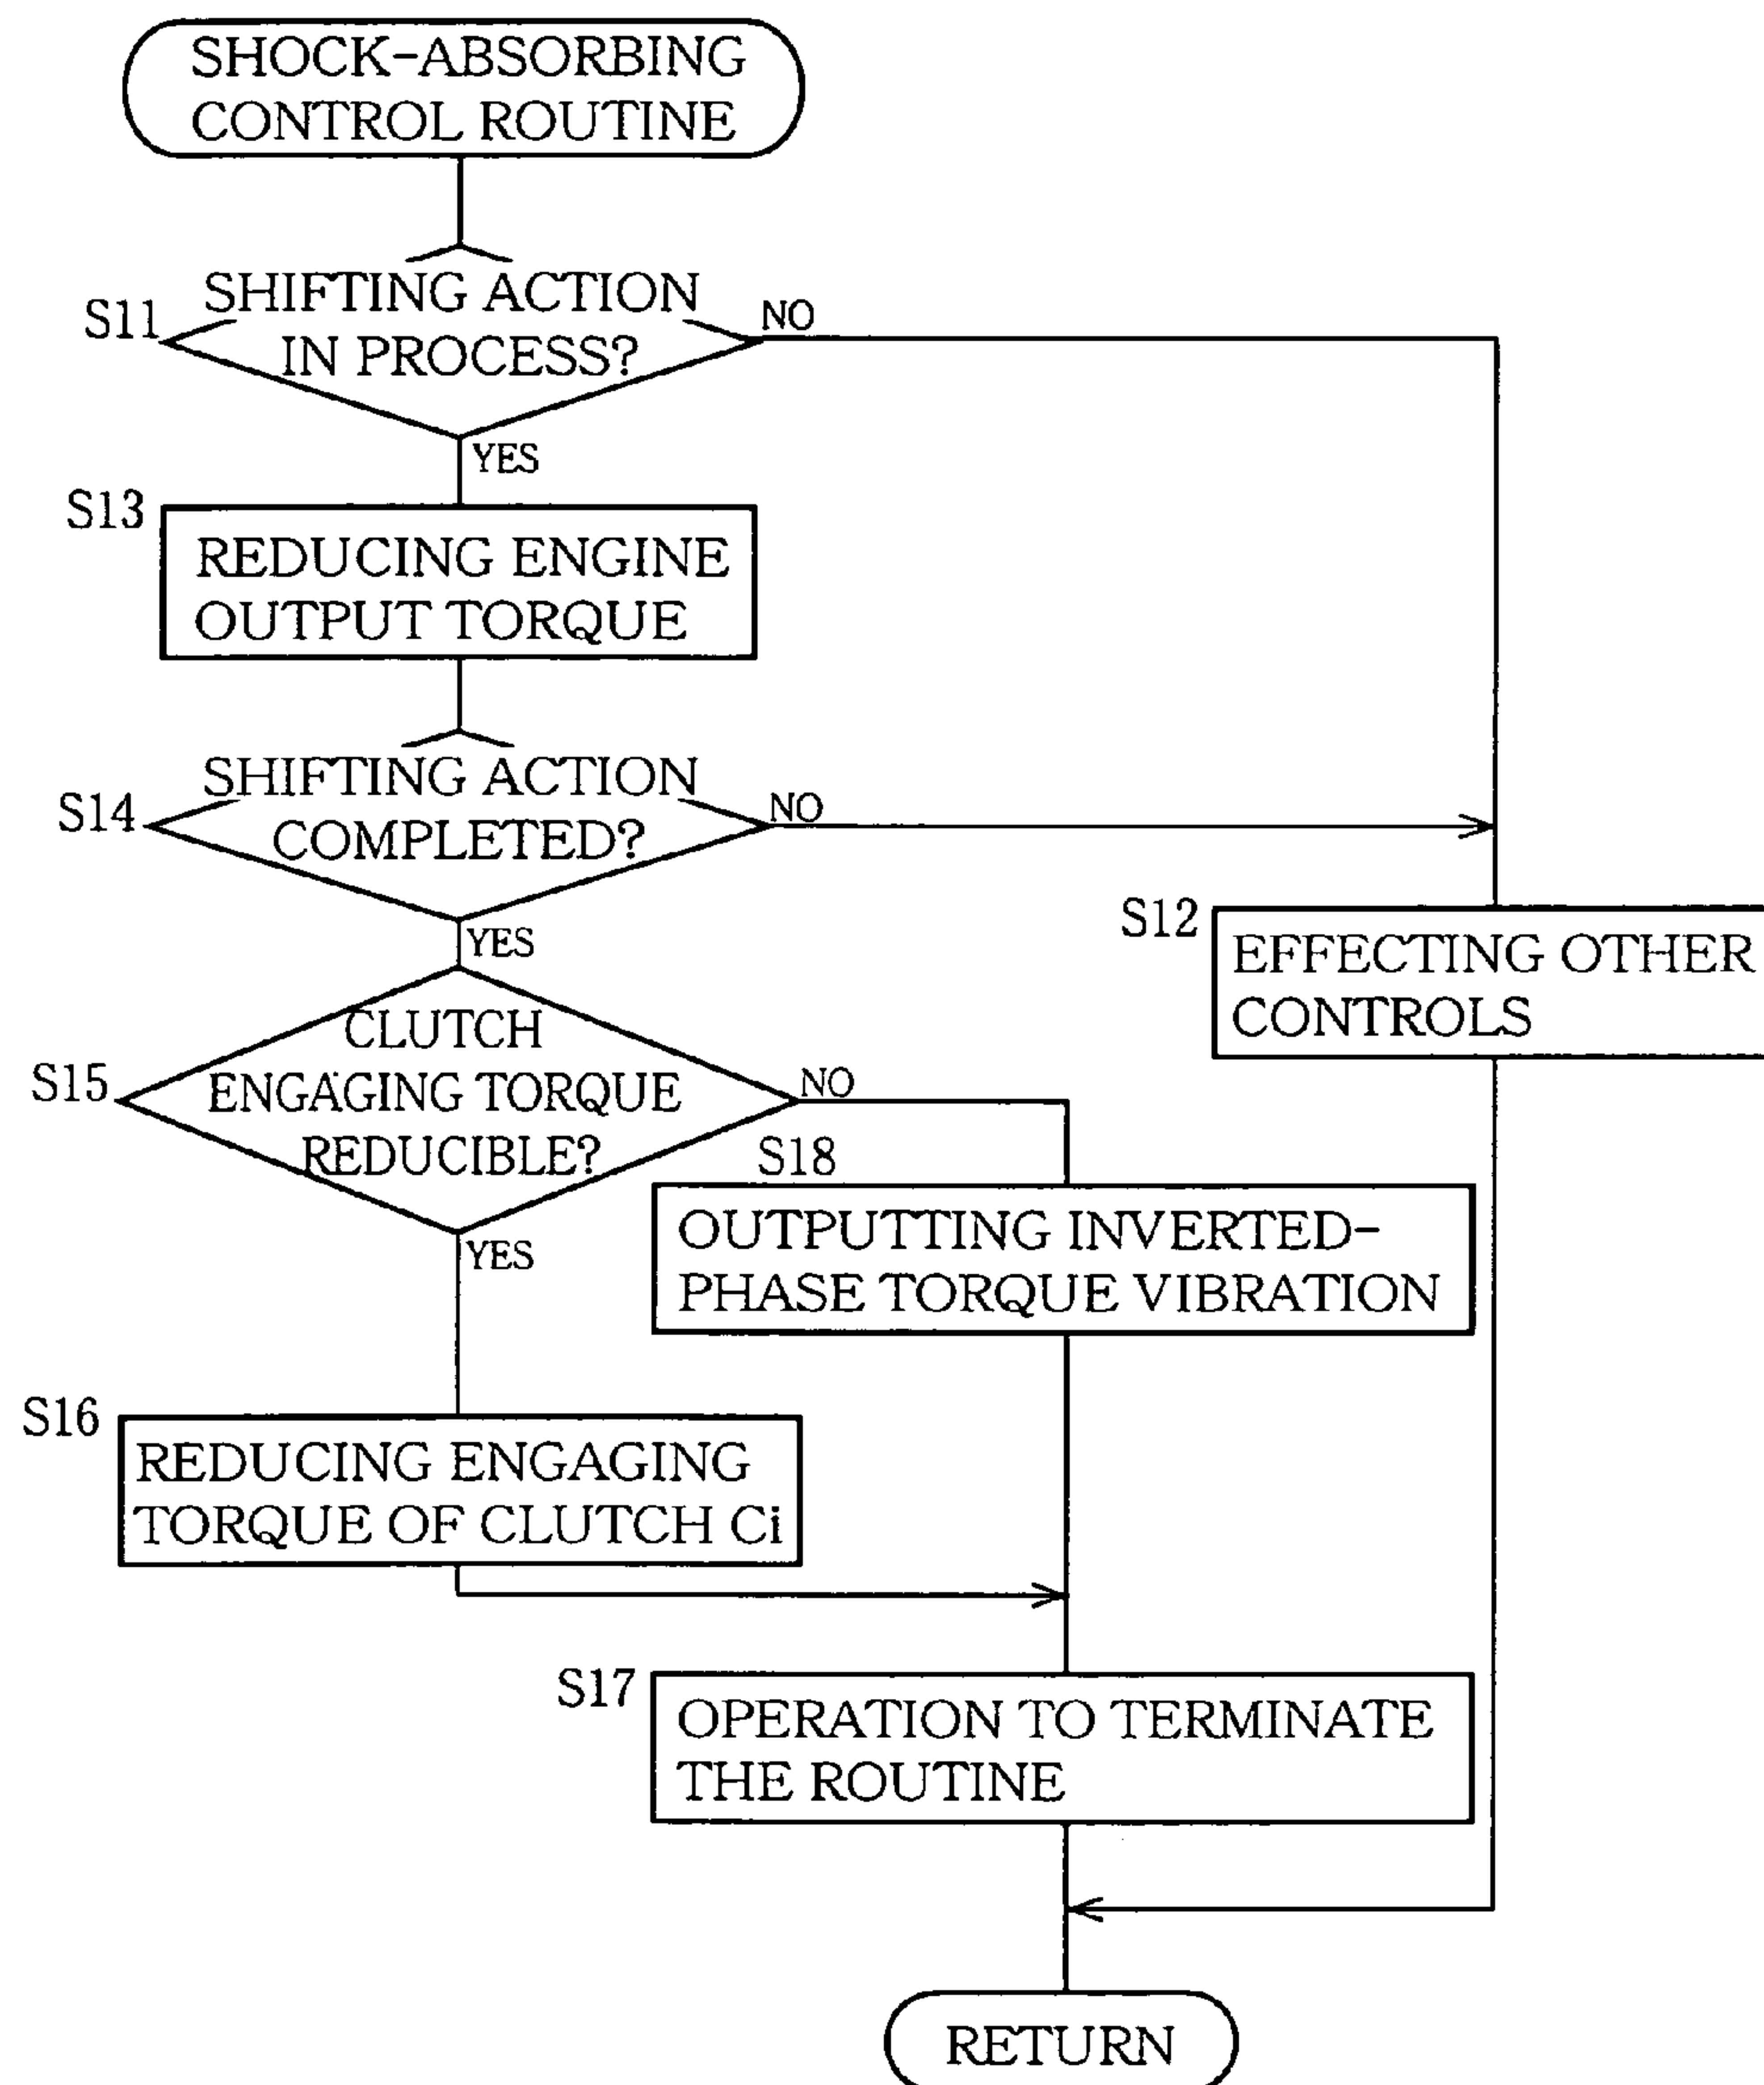 SHOCK-ABSORBING
CONTROL ROUTINE
S11
SHIFTING ACTION
IN PROCESS?
NO
YES
S13
REDUCING ENGINE
OUTPUT TORQUE
S14
SHIFTING ACTION
COMPLETED?
NO
YES
S12
EFFECTING OTHER
CONTROLS
S15
CLUTCH
ENGAGING TORQUE
REDUCIBLE?
NO
YES
S18
OUTPUTTING INVERTED-
PHASE TORQUE VIBRATION
S16
REDUCING ENGAGING
TORQUE OF CLUTCH Ci
S17
OPERATION TO TERMINATE
THE ROUTINE
RETURN